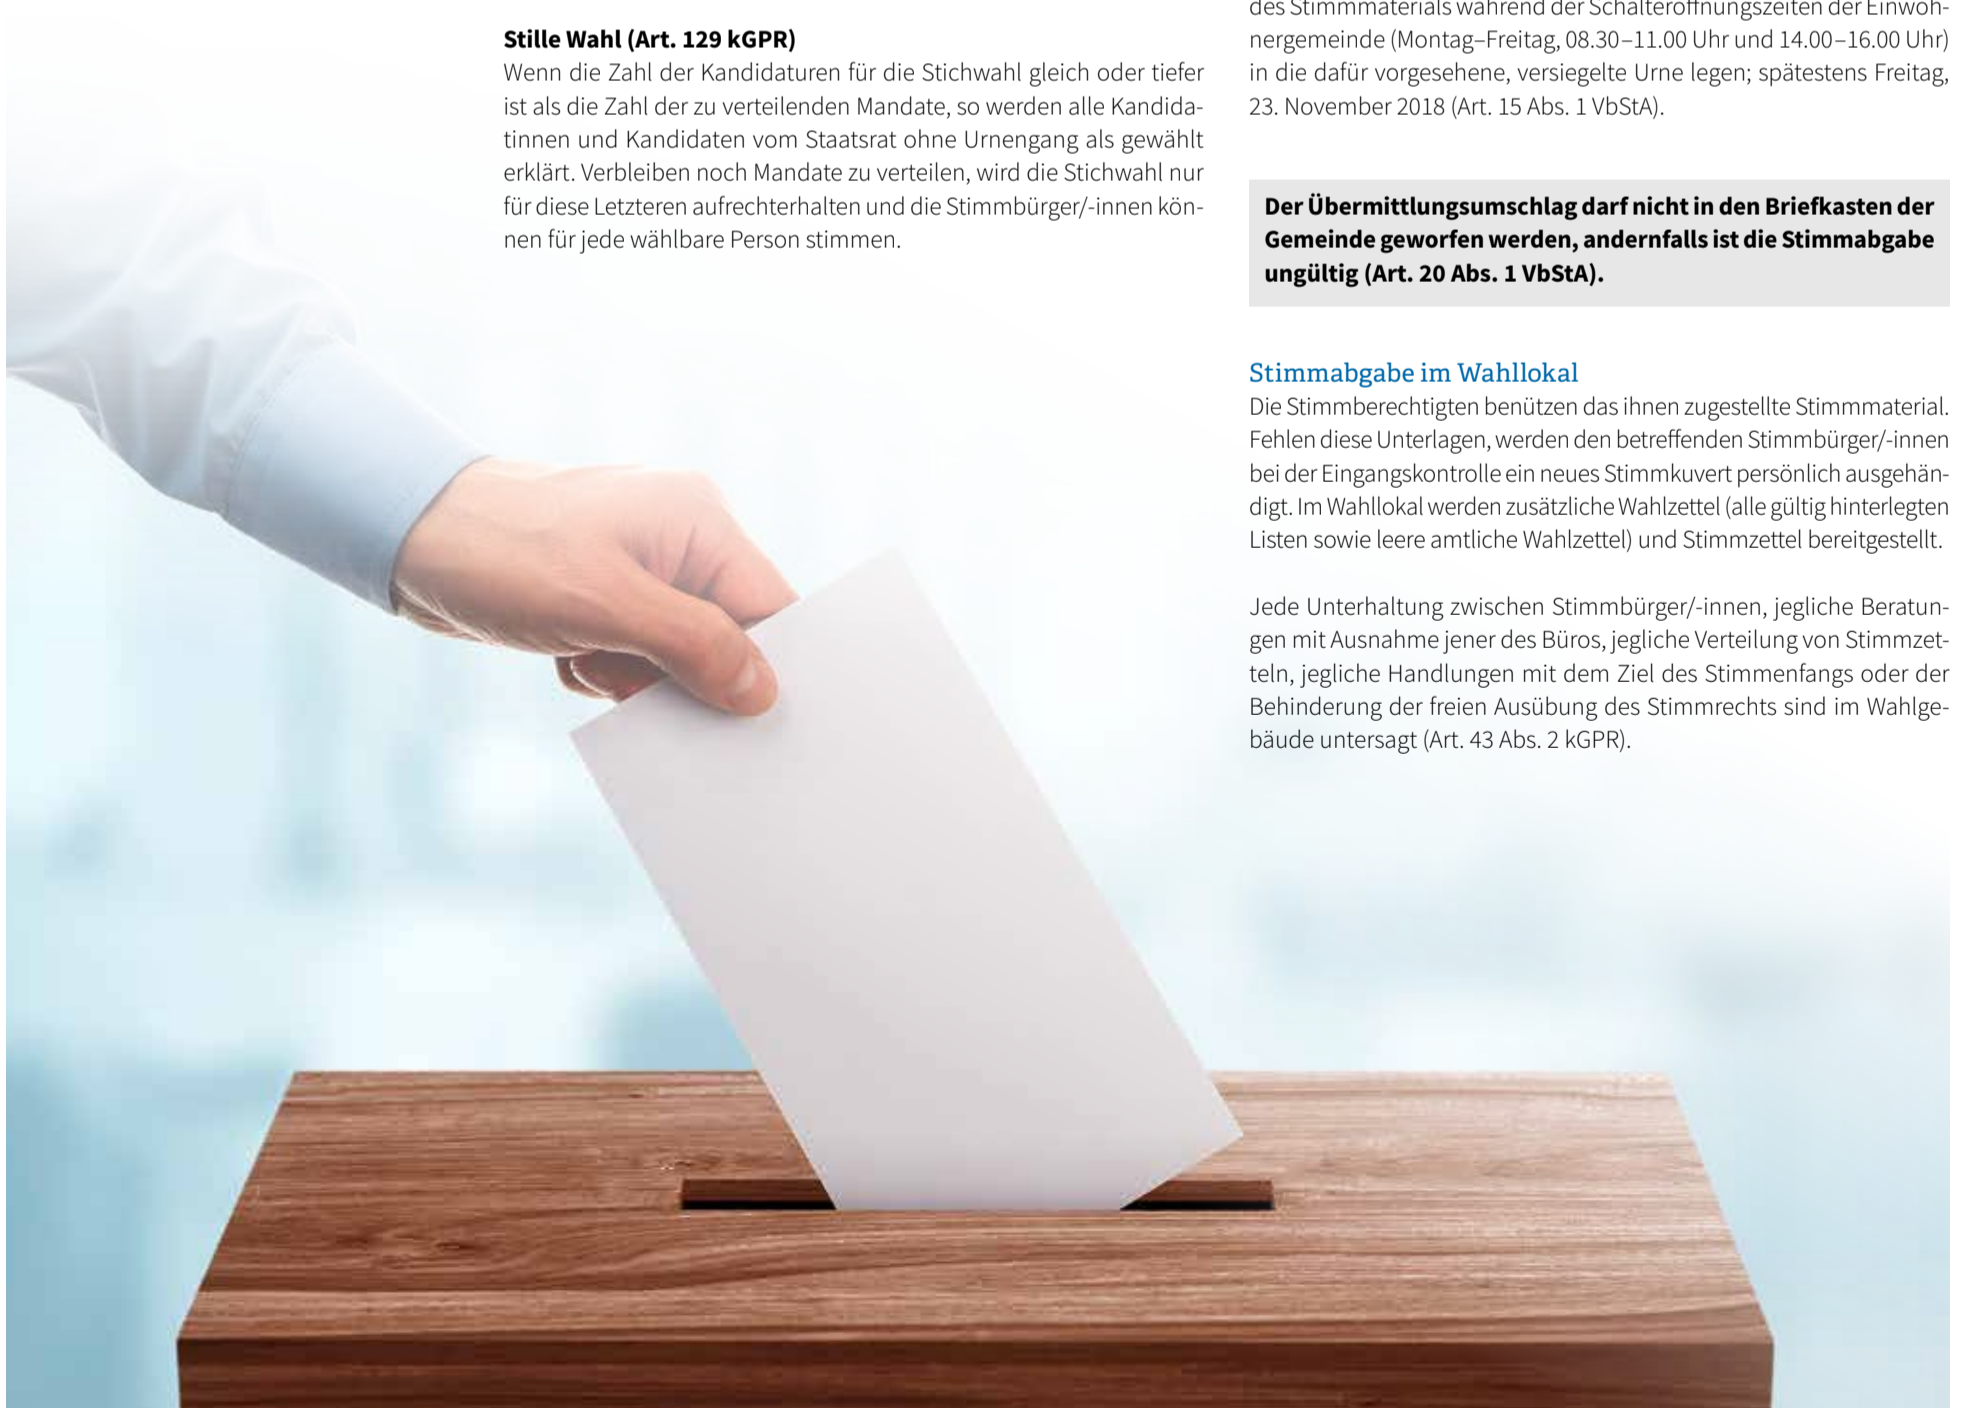 Stille Wahl (Art. 129 kGPR)
Wenn die Zahl der Kandidaturen für die Stichwahl gleich oder tiefer
ist als die Zahl der zu verteilenden Mandate, so werden alle Kandida-
tinnen und Kandidaten vom Staatsrat ohne Urnengang als gewählt
erklärt. Verbleiben noch Mandate zu verteilen, wird die Stichwahl nur
für diese Letzteren aufrechterhalten und die Stimmbürger/-innen kön-
nen für jede wählbare Person stimmen.
des Stimmmaterials während der Schalteröffnungszeiten der Einwoh-
nergemeinde (Montag–Freitag, 08.30–11.00 Uhr und 14.00–16.00 Uhr)
in die dafür vorgesehene, versiegelte Urne legen; spätestens Freitag,
23. November 2018 (Art. 15 Abs. 1 VbStA).
Der Übermittlungsumschlag darf nicht in den Briefkasten der
Gemeinde geworfen werden, andernfalls ist die Stimmabgabe
ungültig (Art. 20 Abs. 1 VbStA).
Stimmabgabe im Wahllokal
Die Stimmberechtigten benützen das ihnen zugestellte Stimmmaterial.
Fehlen diese Unterlagen, werden den betreffenden Stimmbürger/-innen
bei der Eingangskontrolle ein neues Stimmkuvert persönlich ausgehän-
digt. Im Wahllokal werden zusätzliche Wahlzettel (alle gültig hinterlegten
Listen sowie leere amtliche Wahlzettel) und Stimmzettel bereitgestellt.
Jede Unterhaltung zwischen Stimmbürger/-innen, jegliche Beratun-
gen mit Ausnahme jener des Büros, jegliche Verteilung von Stimmzet-
teln, jegliche Handlungen mit dem Ziel des Stimmenfangs oder der
Behinderung der freien Ausübung des Stimmrechts sind im Wahlge-
bäude untersagt (Art. 43 Abs. 2 kGPR).